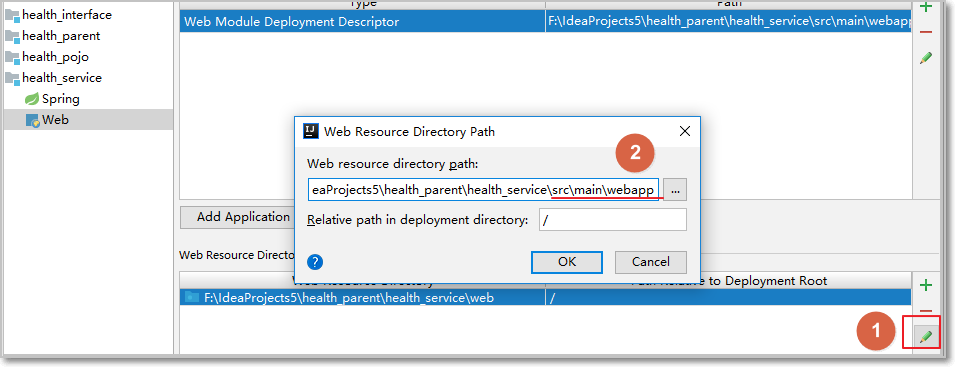 Type
Path
health_interface
health_parent
health_pojo
health_service
Spring
Web
Web Module Deployment Descriptor
F:\IdeaProjects5\health_parent\health_service\src\main\webapp
Web Resource Directory Path
2
Web resource directory path:
eaProjects5\health_parent\health_service\src\main\webapp
...
Relative path in deployment directory:
/
?
OK
Cancel
Add Application
Web Resource Directo
Web Resource Directory
Path Relative to Deployment Root
F:\IdeaProjects5\health_parent\health_service\web
/
1